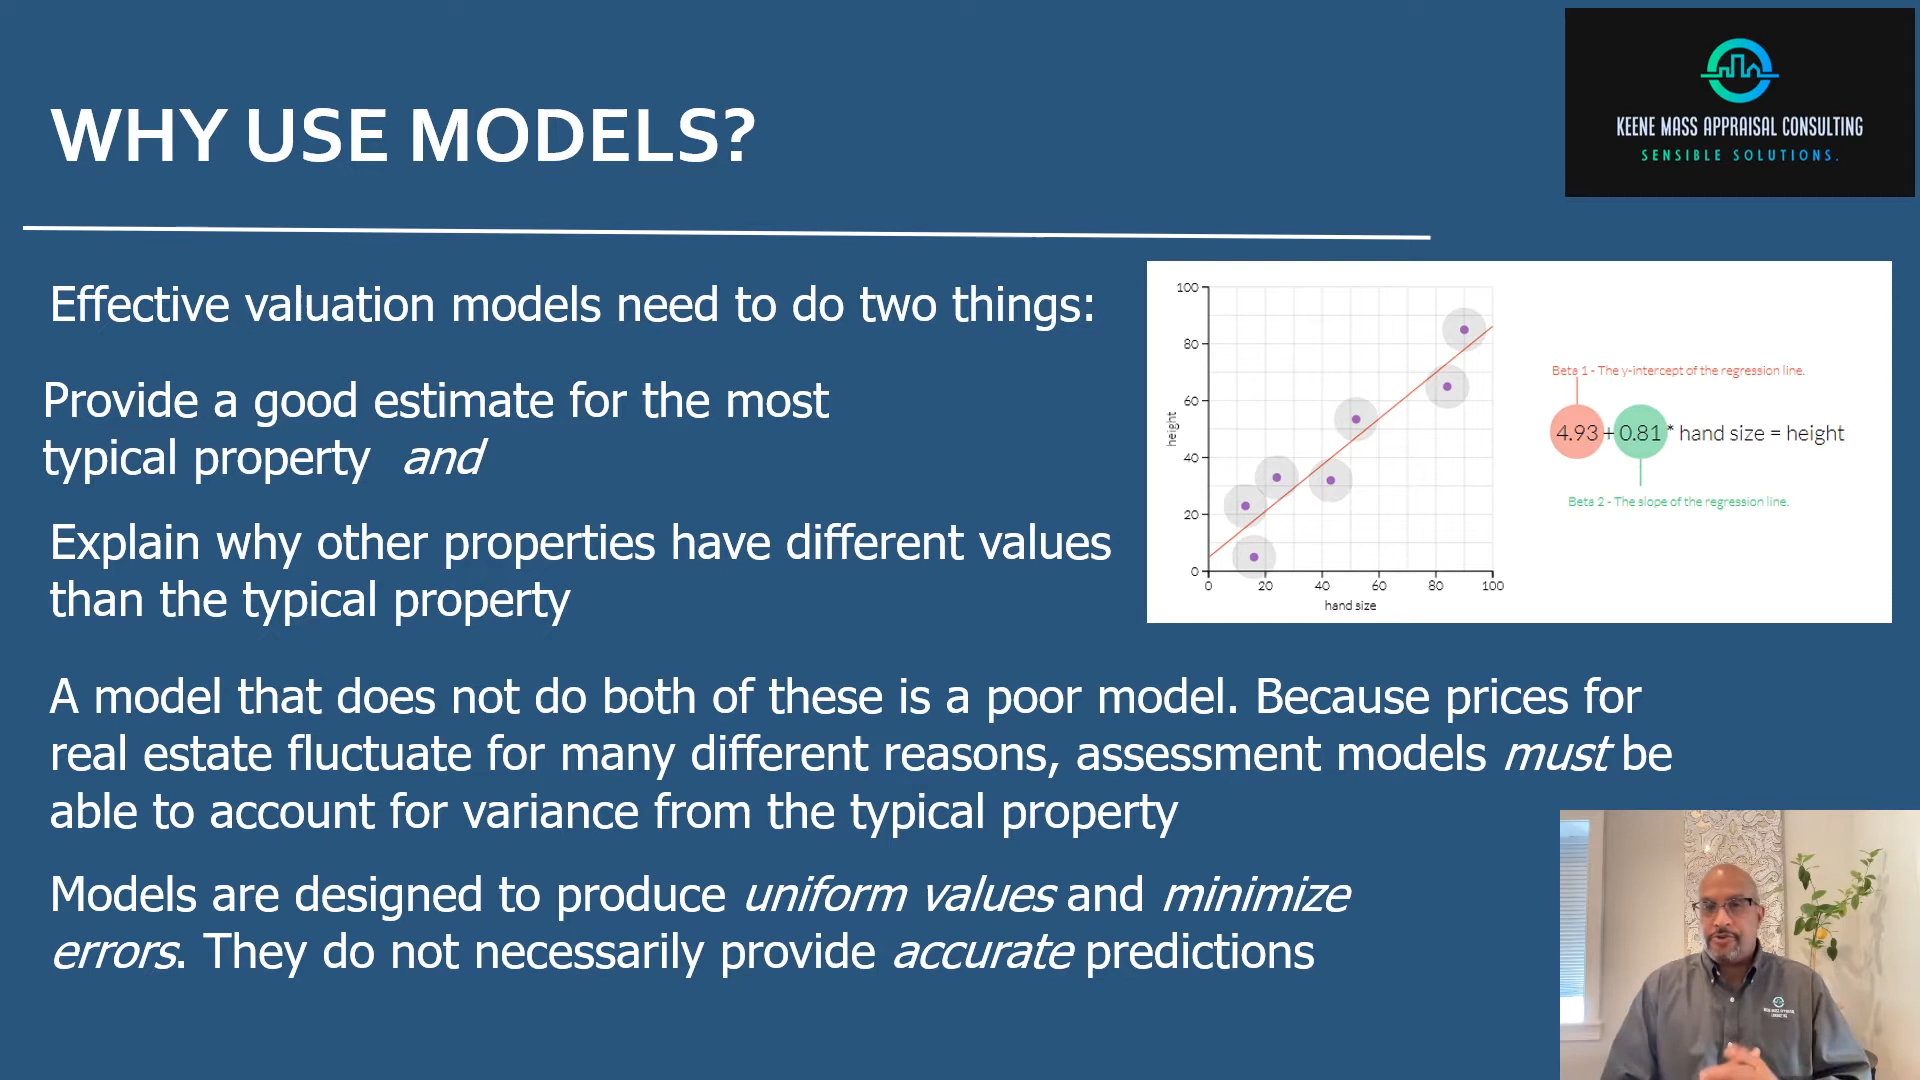 WHY USE MODELS?
KEENE MASS APPRAISAL CONSULTING
SENSIBLE SOLUTIONS.
Effective valuation models need to do two things:
Provide a good estimate for the most
typical property and
Explain why other properties have different values
than the typical property
100
80
60
40
20
0
height
0 20 40 60 80 100
hand size
Beta 1 - The y-intercept of the regression line.
4.93 + 0.81 * hand size = height
Beta 2 - The slope of the regression line.
A model that does not do both of these is a poor model. Because prices for
real estate fluctuate for many different reasons, assessment models must be
able to account for variance from the typical property
Models are designed to produce uniform values and minimize
errors. They do not necessarily provide accurate predictions
KEENE MASS APPRAISAL
CONSULTING